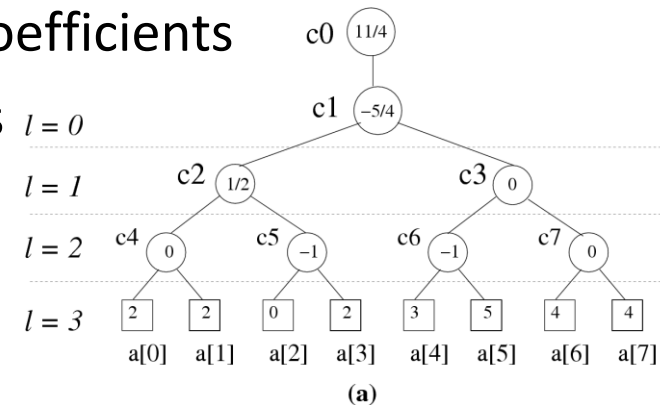 oefficients
c0 11/4
c1 −5/4
l = 0
c2 1/2 c3 0
l = 1
c4 0 c5 −1 c6 −1 c7 0
l = 2
2 2 0 2 3 5 4 4
l = 3
a[0] a[1] a[2] a[3] a[4] a[5] a[6] a[7]
(a)